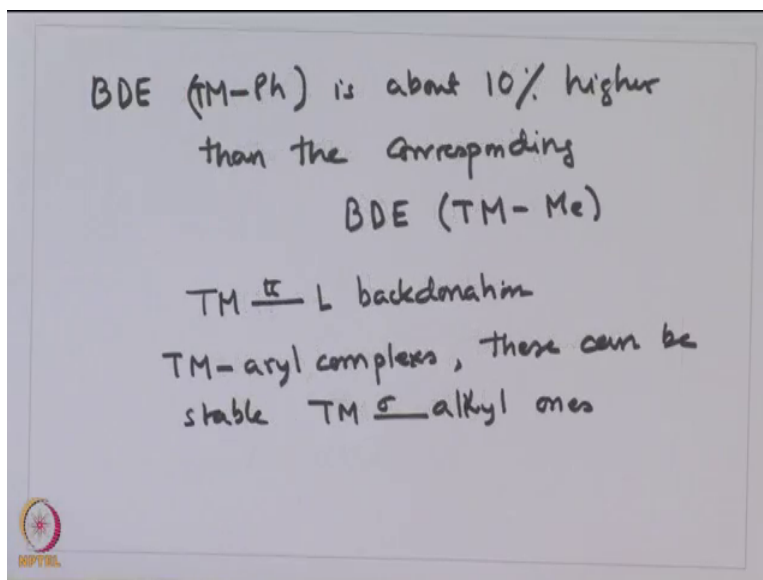 BDE (TM-Ph) is about 10% higher
than the corresponding
BDE (TM-Me)
TM π L backdonation
TM-aryl complexes, these can be
stable TM σ alkyl ones
NPTEL